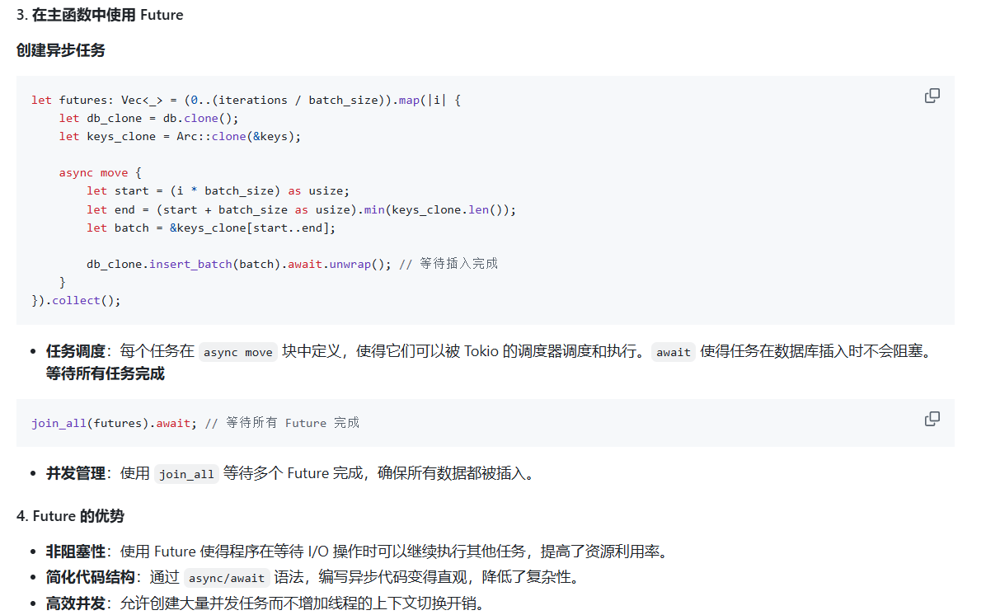 3. 在主函数中使用 Future
创建异步任务
let futures: Vec<_> = (0..(iterations / batch_size)).map(|i| {
    let db_clone = db.clone();
    let keys_clone = Arc::clone(&keys);

    async move {
        let start = (i * batch_size) as usize;
        let end = (start + batch_size as usize).min(keys_clone.len());
        let batch = &keys_clone[start..end];

        db_clone.insert_batch(batch).await.unwrap(); // 等待插入完成
    }
}).collect();
• 任务调度：每个任务在 async move 块中定义，使得它们可以被 Tokio 的调度器调度和执行。 await 使得任务在数据库插入时不会阻塞。
等待所有任务完成
join_all(futures).await; // 等待所有 Future 完成
• 并发管理：使用 join_all 等待多个 Future 完成，确保所有数据都被插入。
4. Future 的优势
• 非阻塞性：使用 Future 使得程序在等待 I/O 操作时可以继续执行其他任务，提高了资源利用率。
• 简化代码结构：通过 async/await 语法，编写异步代码变得直观，降低了复杂性。
• 高效并发：允许创建大量并发任务而不增加线程的上下文切换开销。